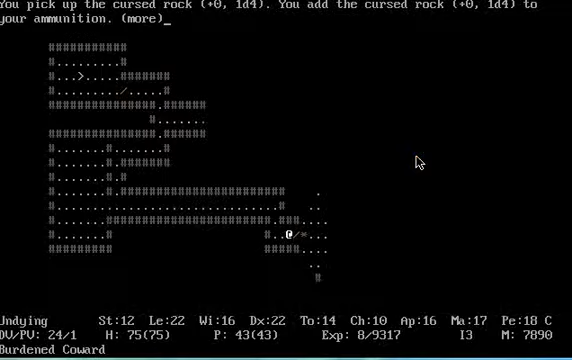 You pick up the cursed rock (+0, 1d4). You add the cursed rock (+0, 1d4) to
your ammunition. (more)_
Undying St:12 Le:22 Wi:16 Dx:22 To:14 Ch:10 Ap:16 Ma:17 Pe:18 C
DV/PV: 24/1 H: 75(75) P: 43(43) Exp: 8/9317 I3 M: 7890
Burdened Coward